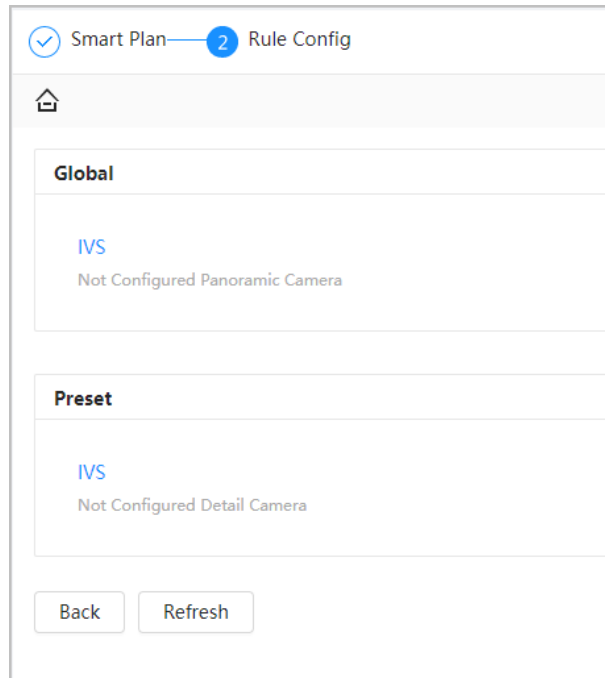 Smart Plan 2 Rule Config
Global
IVS
Not Configured Panoramic Camera
Preset
IVS
Not Configured Detail Camera
Back Refresh